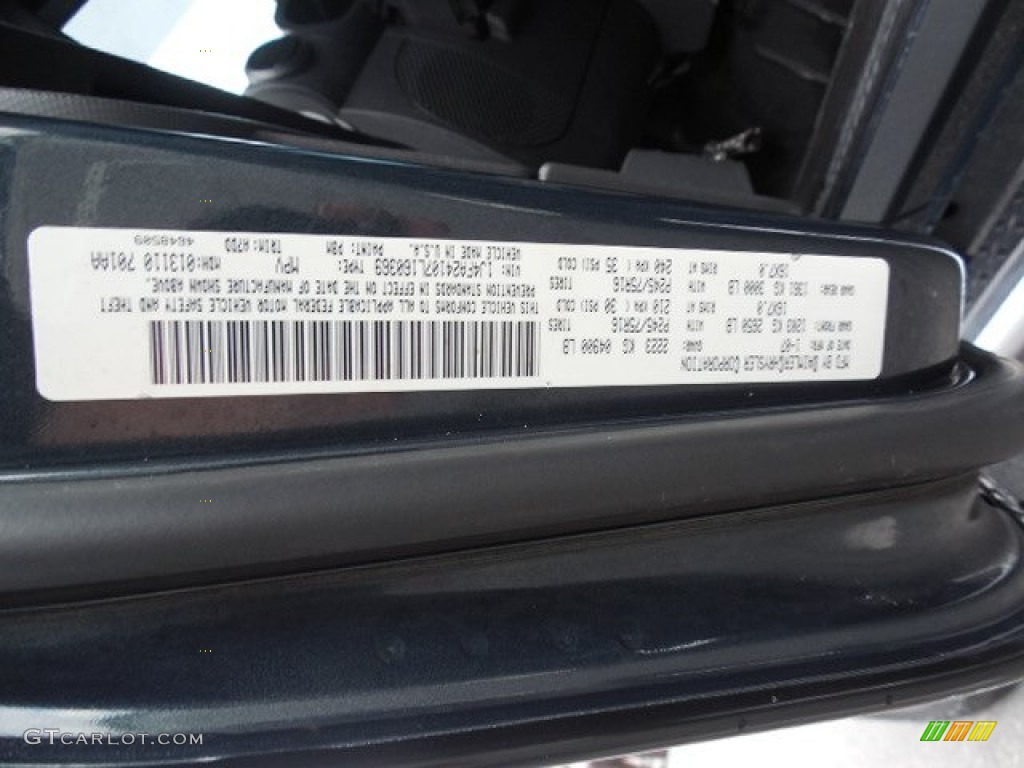 MFD BY DAIMLERCHRYSLER CORPORATION
DATE OF MFR: 1-07 GVWR: 2223 KG 04900 LB
GAWR FRONT: 1203 KG 2650 LB WITH P245/75R16 TIRES
16X7.0 RIMS AT 210 KPA( 30 PSI) COLD
GAWR REAR: 1361 KG 3000 LB WITH P245/75R16 TIRES
16X7.0 RIMS AT 240 KPA( 35 PSI) COLD
THIS VEHICLE CONFORMS TO ALL APPLICABLE FEDERAL MOTOR VEHICLE SAFETY AND THEFT
PREVENTION STANDARDS IN EFFECT ON THE DATE OF MANUFACTURE SHOWN ABOVE.
VIN: 1J4FA24167L160369 TYPE: MPV MDH: 013110 701AA
VEHICLE MADE IN U.S.A. PAINT: PBM TRIM: A7DD 4648509
GTCARLOT.COM